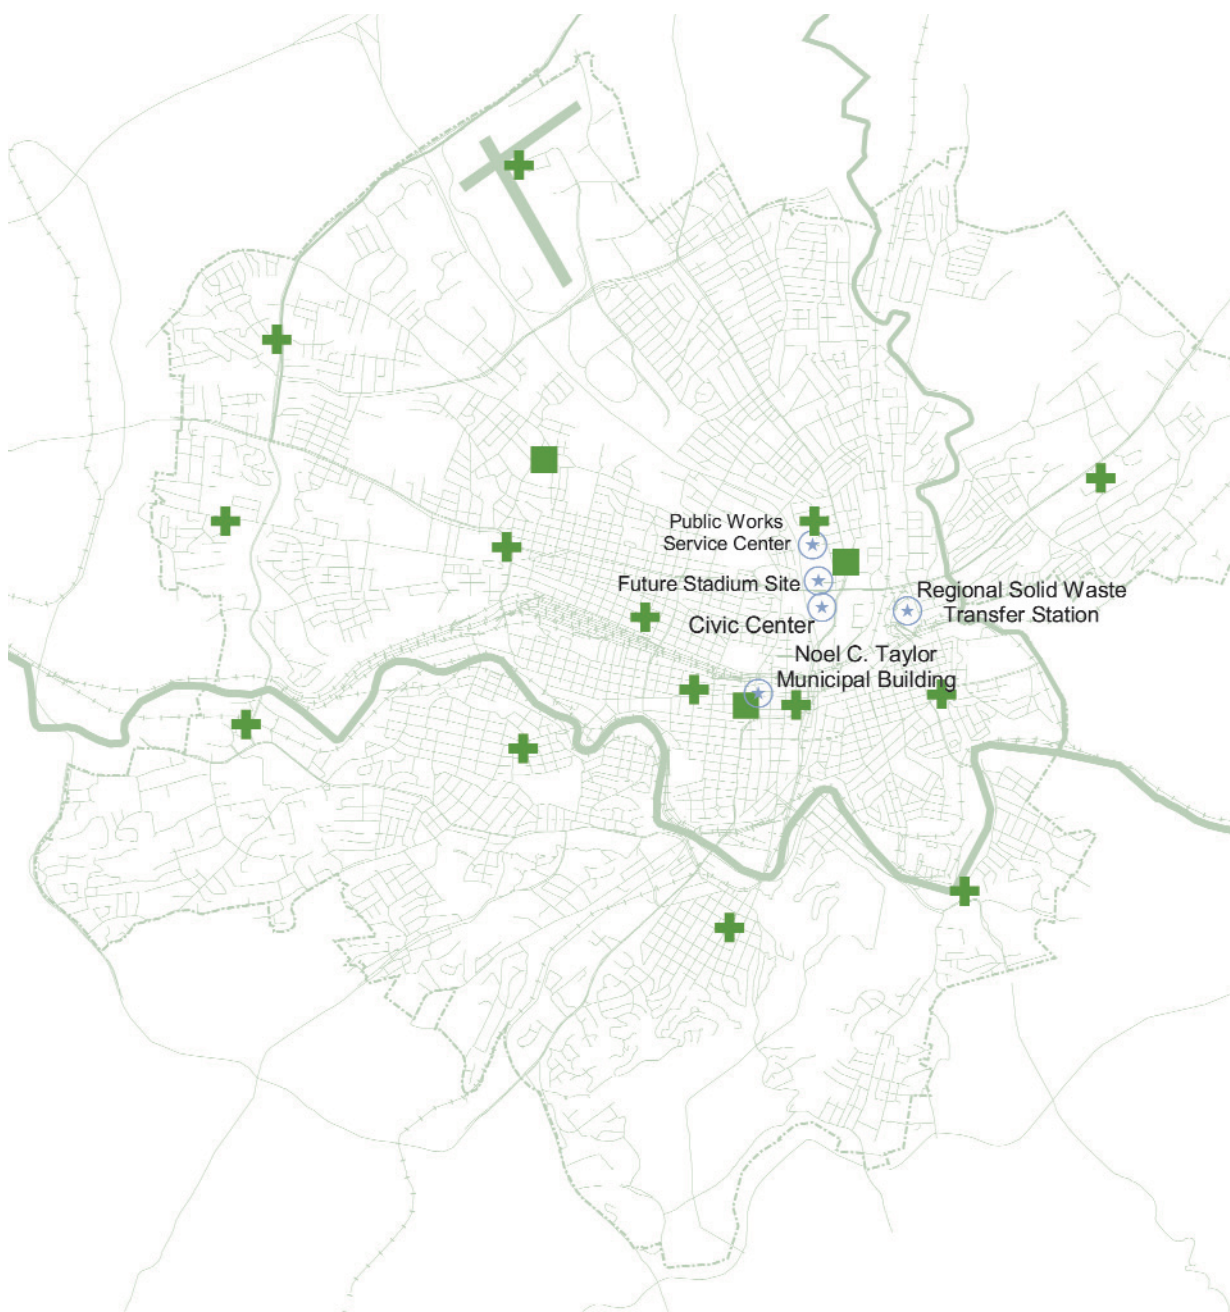 Public Works
Service Center
Future Stadium Site
Regional Solid Waste
Transfer Station
Civic Center
Noel C. Taylor
Municipal Building